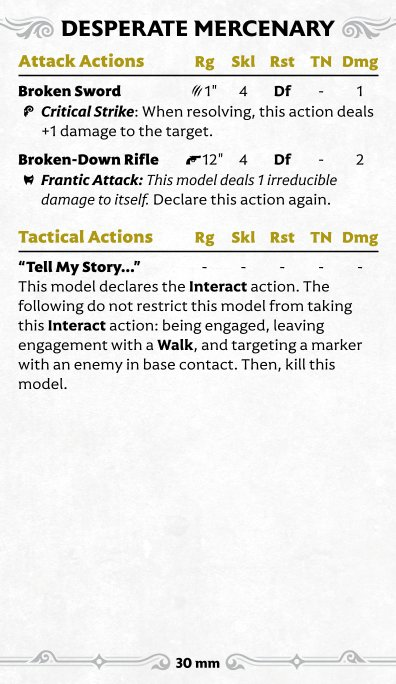 DESPERATE MERCENARY
Attack Actions Rg Skl Rst TN Dmg
Broken Sword 1" 4 Df - 1
Critical Strike: When resolving, this action deals
+1 damage to the target.
Broken-Down Rifle 12" 4 Df - 2
Frantic Attack: This model deals 1 irreducible
damage to itself. Declare this action again.
Tactical Actions Rg Skl Rst TN Dmg
“Tell My Story...” - - - - -
This model declares the Interact action. The
following do not restrict this model from taking
this Interact action: being engaged, leaving
engagement with a Walk, and targeting a marker
with an enemy in base contact. Then, kill this
model.
30 mm